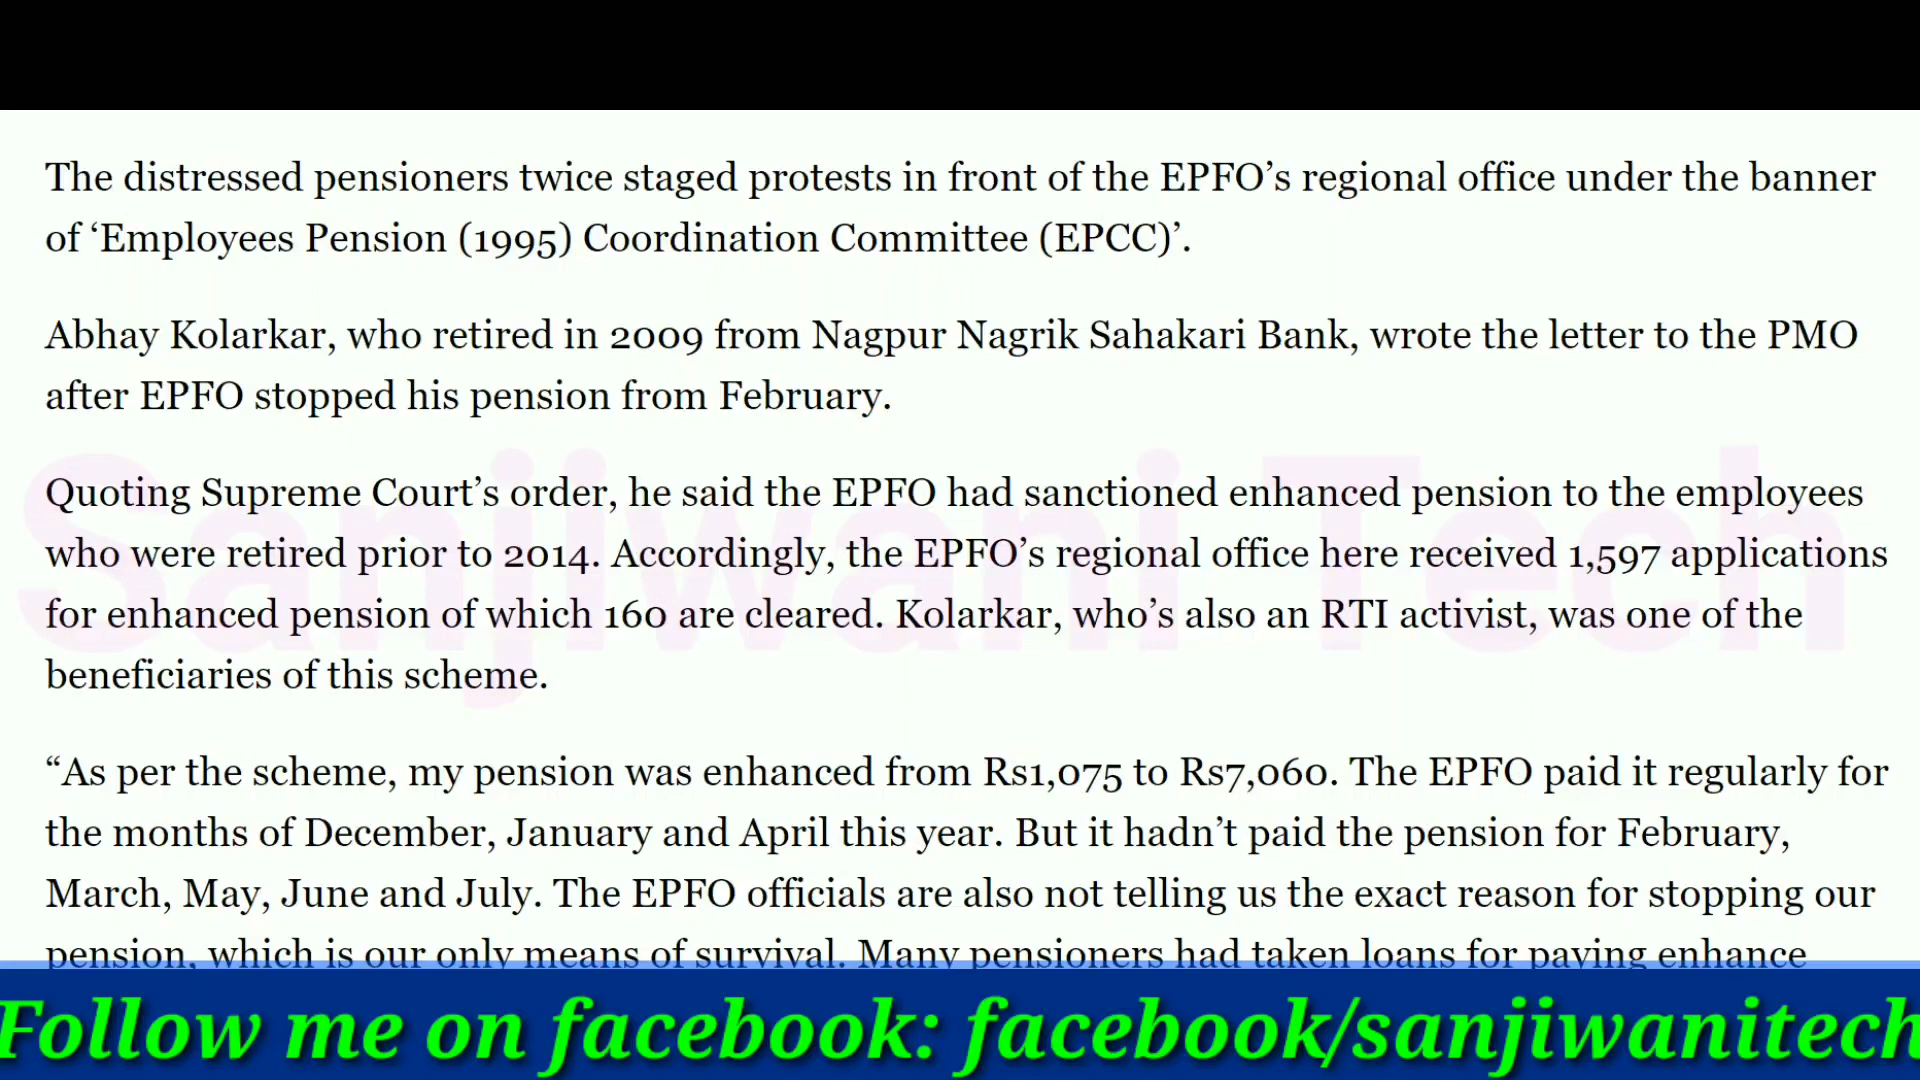 The distressed pensioners twice staged protests in front of the EPFO’s regional office under the banner
of ‘Employees Pension (1995) Coordination Committee (EPCC)’.
Abhay Kolarkar, who retired in 2009 from Nagpur Nagrik Sahakari Bank, wrote the letter to the PMO
after EPFO stopped his pension from February.
Quoting Supreme Court’s order, he said the EPFO had sanctioned enhanced pension to the employees
who were retired prior to 2014. Accordingly, the EPFO’s regional office here received 1,597 applications
for enhanced pension of which 160 are cleared. Kolarkar, who’s also an RTI activist, was one of the
beneficiaries of this scheme.
“As per the scheme, my pension was enhanced from Rs1,075 to Rs7,060. The EPFO paid it regularly for
the months of December, January and April this year. But it hadn’t paid the pension for February,
March, May, June and July. The EPFO officials are also not telling us the exact reason for stopping our
pension, which is our only means of survival. Many pensioners had taken loans for paying enhance
Sanjiwani Tech
Follow me on facebook: facebook/sanjiwanitech